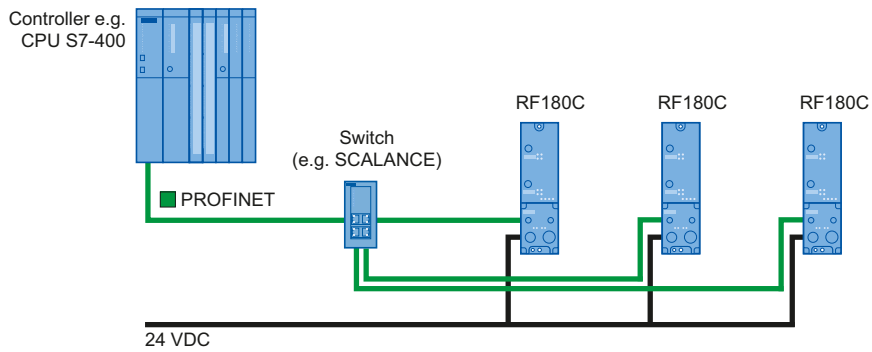 Controller e.g.
CPU S7-400
RF180C
RF180C
RF180C
Switch
(e.g. SCALANCE)
PROFINET
24 VDC